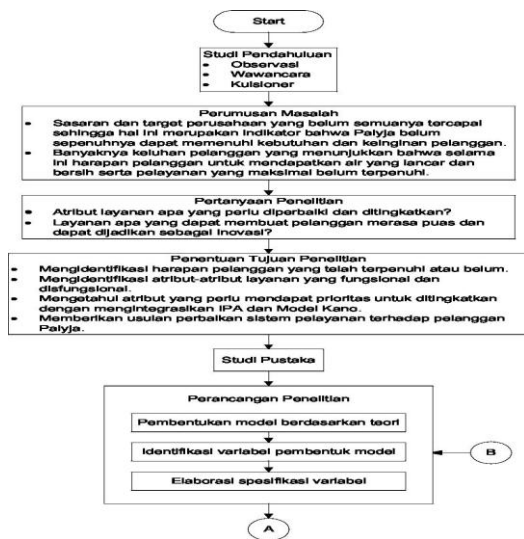 Start
Studi Pendahuluan
• Observasi
• Wawancara
• Kuisioner
Perumusan Masalah
• Sasaran dan target perusahaan yang belum semuanya tercapai
sehingga hal ini merupakan indikator bahwa Palyja belum
sepenuhnya dapat memenuhi kebutuhan dan keinginan pelanggan.
• Banyaknya keluhan pelanggan yang menunjukkan bahwa selama
ini harapan pelanggan untuk mendapatkan air yang lancar dan
bersih serta pelayanan yang maksimal belum terpenuhi.
Pertanyaan Penelitian
• Atribut layanan apa yang perlu diperbaiki dan ditingkatkan?
• Layanan apa yang dapat membuat pelanggan merasa puas dan
dapat dijadikan sebagai inovasi?
Penentuan Tujuan Penelitian
• Mengidentifikasi harapan pelanggan yang telah terpenuhi atau belum.
• Mengidentifikasi atribut-atribut layanan yang fungsional dan
disfungsional.
• Mengetahui atribut yang perlu mendapat prioritas untuk ditingkatkan
dengan mengintegrasikan IPA dan Model Kano.
• Memberikan usulan perbaikan sistem pelayanan terhadap pelanggan
Palyja.
Studi Pustaka
Perancangan Penelitian
Pembentukan model berdasarkan teori
Identifikasi variabel pembentuk model
B
Elaborasi spesifikasi variabel
A